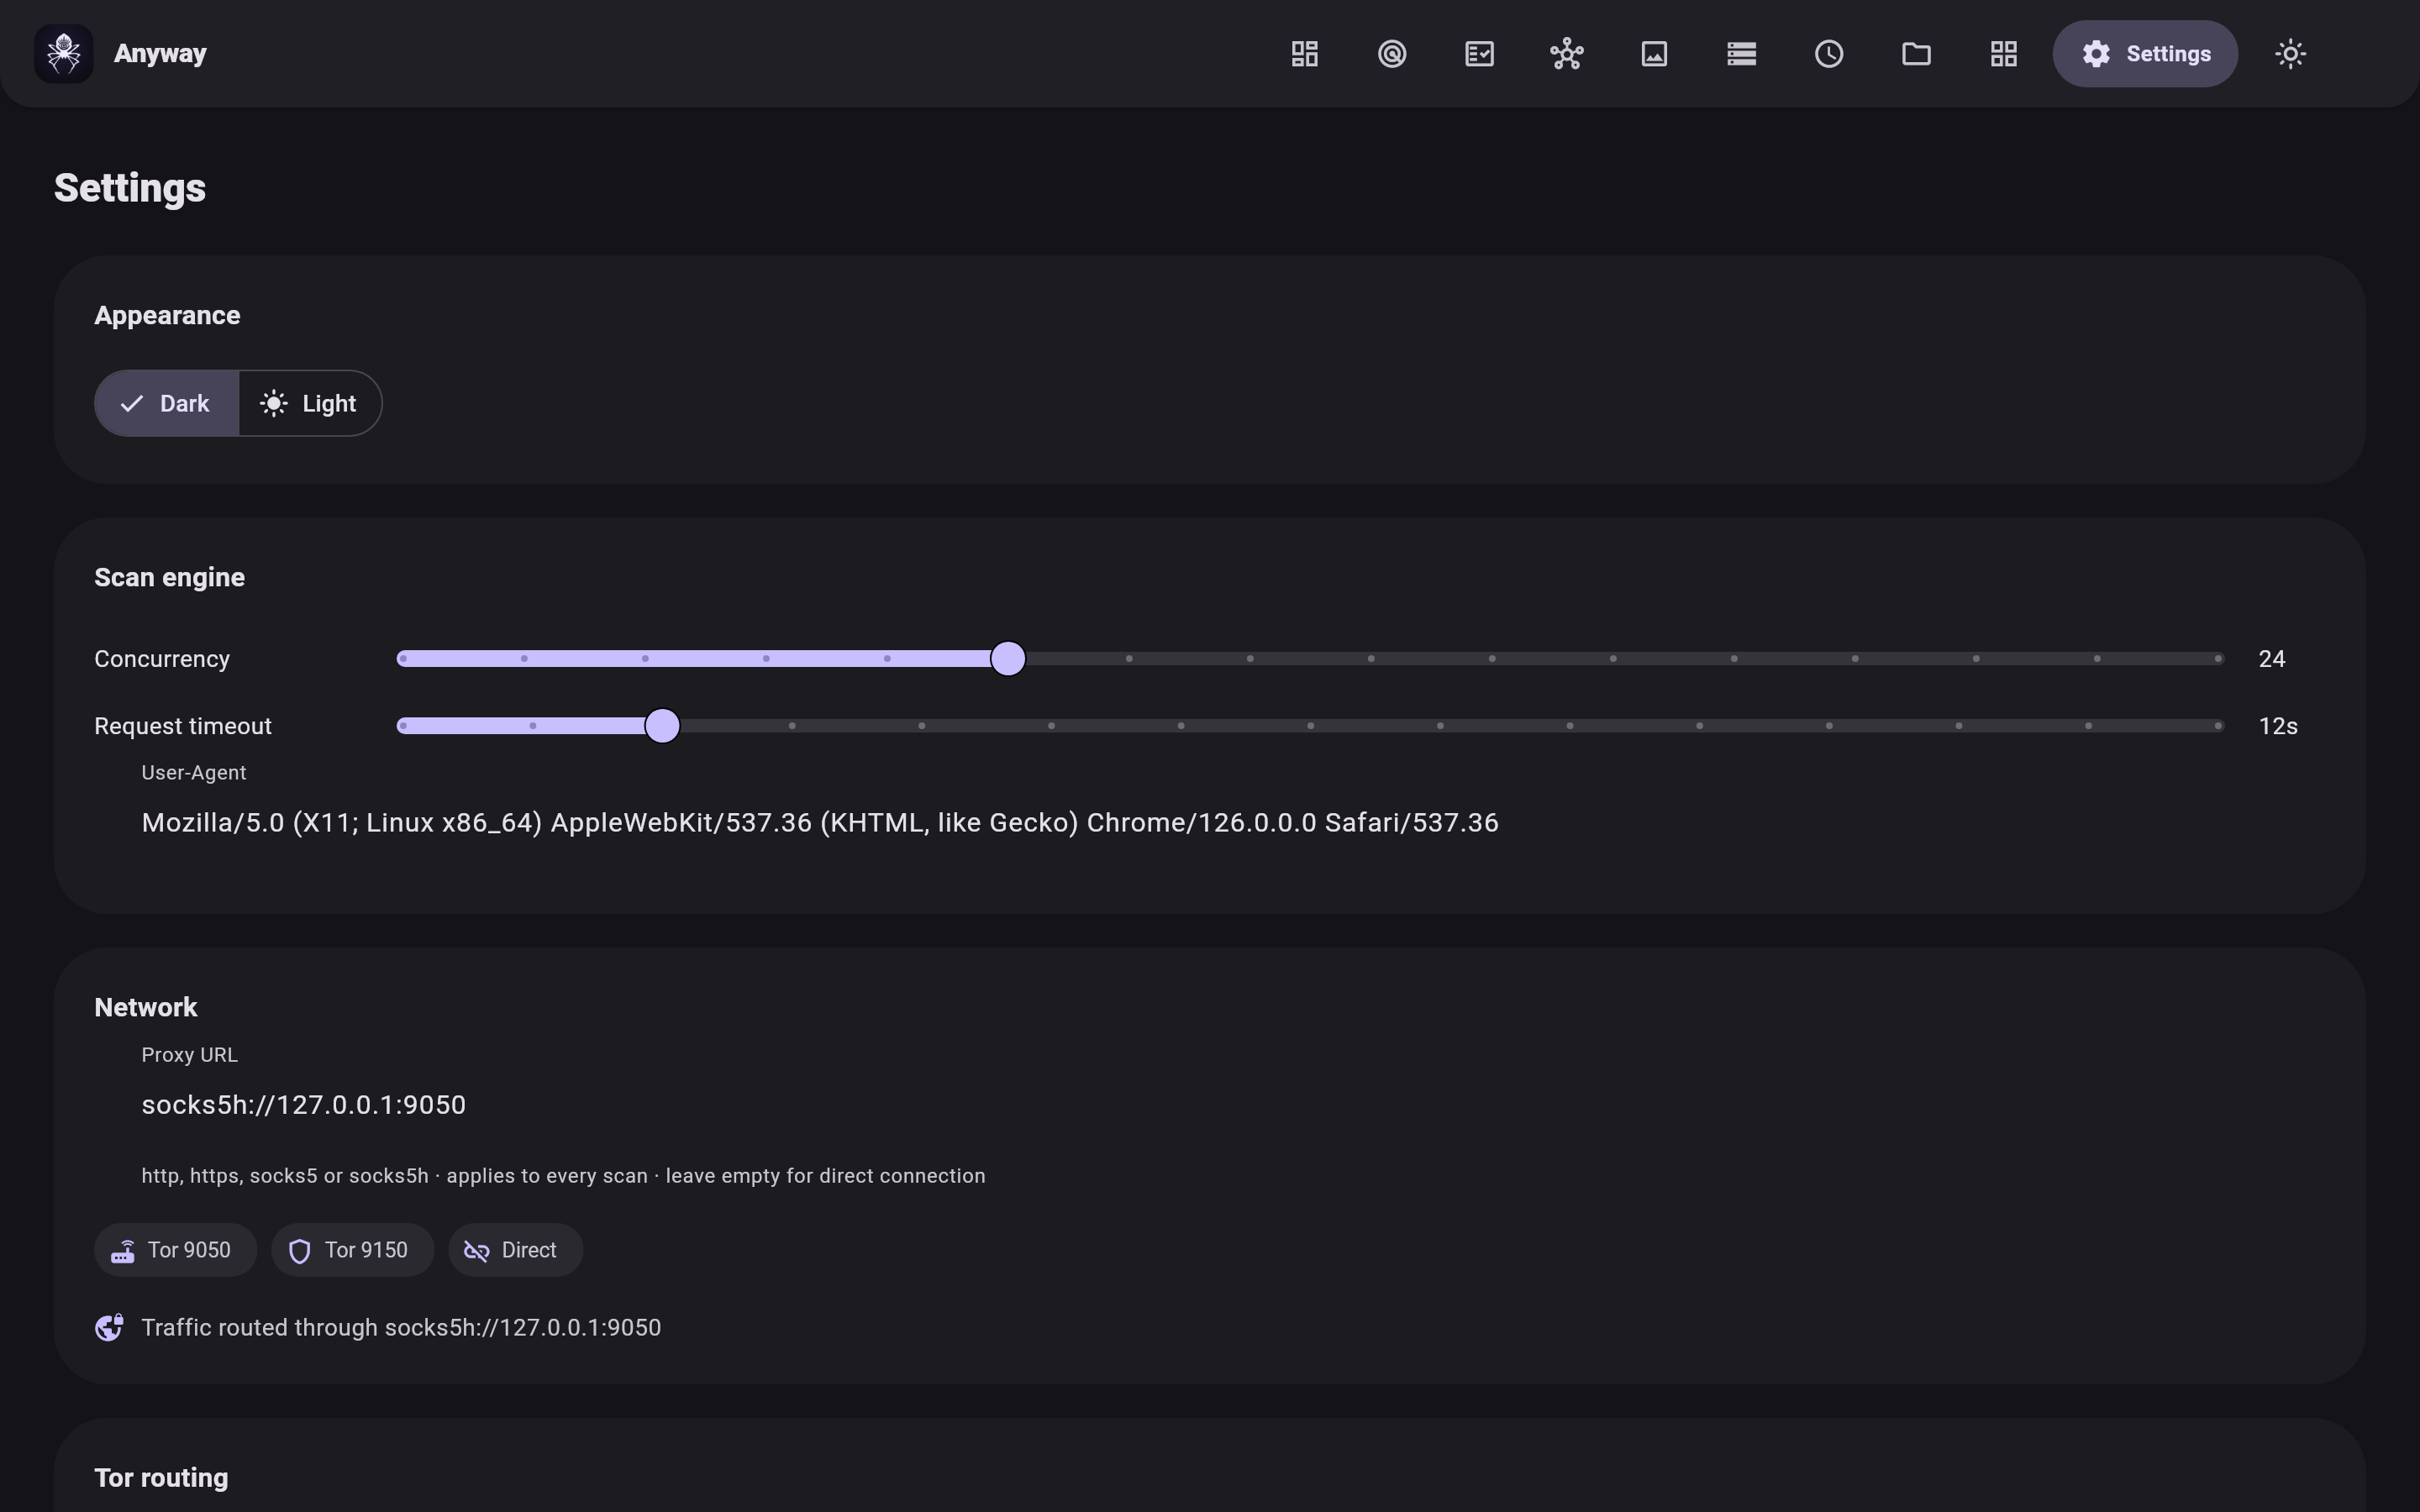 Anyway
Settings
Settings
Appearance
Dark
Light
Scan engine
Concurrency
24
Request timeout
12s
User-Agent
Mozilla/5.0 (X11; Linux x86_64) AppleWebKit/537.36 (KHTML, like Gecko) Chrome/126.0.0.0 Safari/537.36
Network
Proxy URL
socks5h://127.0.0.1:9050
http, https, socks5 or socks5h · applies to every scan · leave empty for direct connection
Tor 9050
Tor 9150
Direct
Traffic routed through socks5h://127.0.0.1:9050
Tor routing